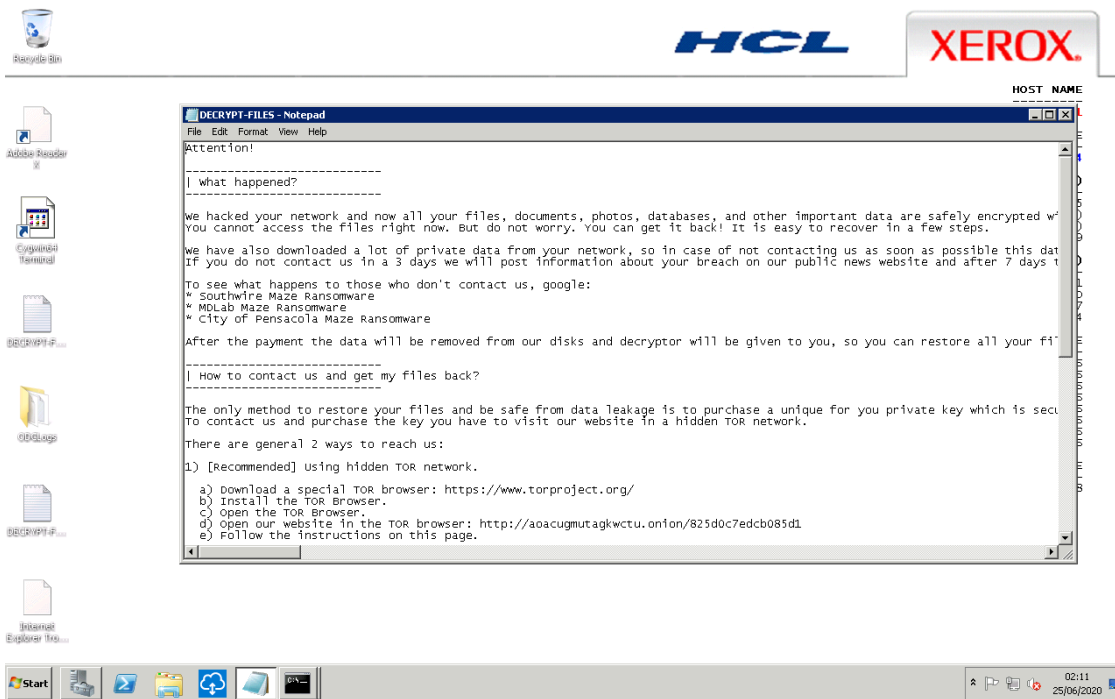 Recycle Bin
HCL
XEROX.
HOST NAME
DECRYPT-FILES - Notepad
File Edit Format View Help
Attention!
----------------------------
| What happened?
----------------------------
We hacked your network and now all your files, documents, photos, databases, and other important data are safely encrypted
You cannot access the files right now. But do not worry. You can get it back! It is easy to recover in a few steps.
We have also downloaded a lot of private data from your network, so in case of not contacting us as soon as possible this dat
If you do not contact us in a 3 days we will post information about your breach on our public news website and after 7 days t
To see what happens to those who don't contact us, google:
* Southwire Maze Ransomware
* MDLab Maze Ransomware
* City of Pensacola Maze Ransomware
After the payment the data will be removed from our disks and decryptor will be given to you, so you can restore all your fil
----------------------------
| How to contact us and get my files back?
----------------------------
The only method to restore your files and be safe from data leakage is to purchase a unique for you private key which is secu
To contact us and purchase the key you have to visit our website in a hidden TOR network.
There are general 2 ways to reach us:
1) [Recommended] Using hidden TOR network.
a) Download a special TOR browser: https://www.torproject.org/
b) Install the TOR Browser.
c) Open the TOR Browser.
d) Open our website in the TOR browser: http://aoacugmutagkwctu.onion/825d0c7edcb085d1
e) Follow the instructions on this page.
Adobe Reader
X
Cygwin64
Terminal
DECRYPT-F...
ODGLogs
DECRYPT-F...
Internet
Explorer Tro...
Start
02:11
25/06/2020